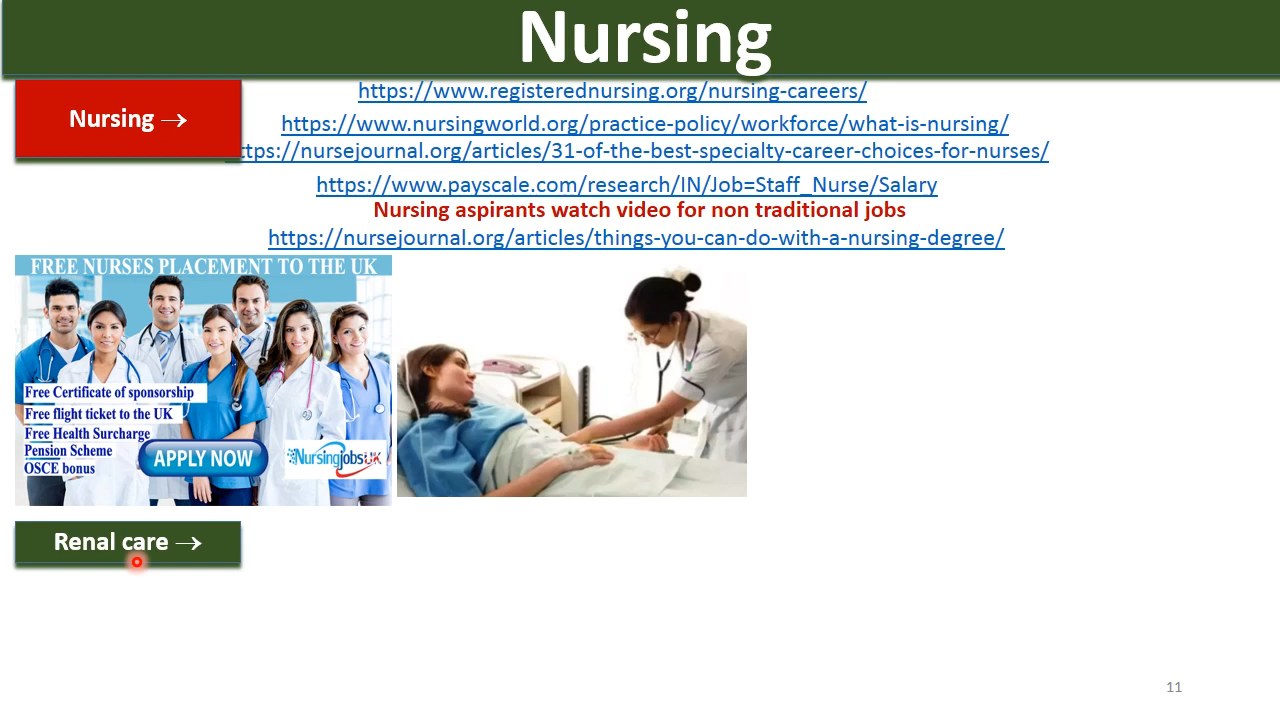 Nursing
Nursing →
https://www.registerednursing.org/nursing-careers/
https://www.nursingworld.org/practice-policy/workforce/what-is-nursing/
ttps://nursejournal.org/articles/31-of-the-best-specialty-career-choices-for-nurses/
https://www.payscale.com/research/IN/Job=Staff_Nurse/Salary
Nursing aspirants watch video for non traditional jobs
https://nursejournal.org/articles/things-you-can-do-with-a-nursing-degree/
FREE NURSES PLACEMENT TO THE UK
Free Certificate of sponsorship
Free flight ticket to the UK
Free Health Surcharge
Pension Scheme
OSCE bonus
APPLY NOW
NursingjobsUK
Renal care →
11